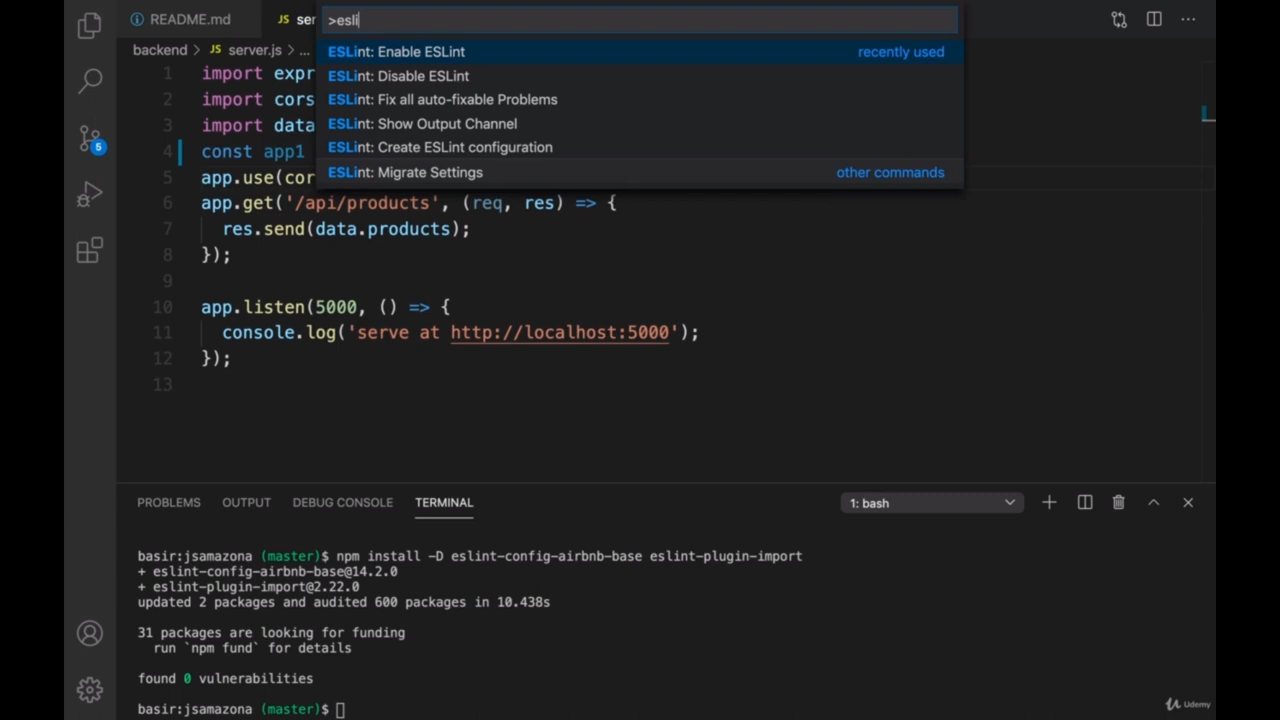 README.md
JS ser
>esli
ESLint: Enable ESLint recently used
ESLint: Disable ESLint
ESLint: Fix all auto-fixable Problems
ESLint: Show Output Channel
ESLint: Create ESLint configuration
ESLint: Migrate Settings other commands
backend > JS server.js > ...
1 import expr
2 import cors
3 import data
4 const app1
5 app.use(cor
6 app.get('/api/products', (req, res) => {
7 res.send(data.products);
8 });
9
10 app.listen(5000, () => {
11 console.log('serve at http://localhost:5000');
12 });
13
5
PROBLEMS OUTPUT DEBUG CONSOLE TERMINAL 1: bash
basir:jsamazona (master)$ npm install -D eslint-config-airbnb-base eslint-plugin-import
+ eslint-config-airbnb-base@14.2.0
+ eslint-plugin-import@2.22.0
updated 2 packages and audited 600 packages in 10.438s
31 packages are looking for funding
run `npm fund` for details
found 0 vulnerabilities
basir:jsamazona (master)$
Udemy